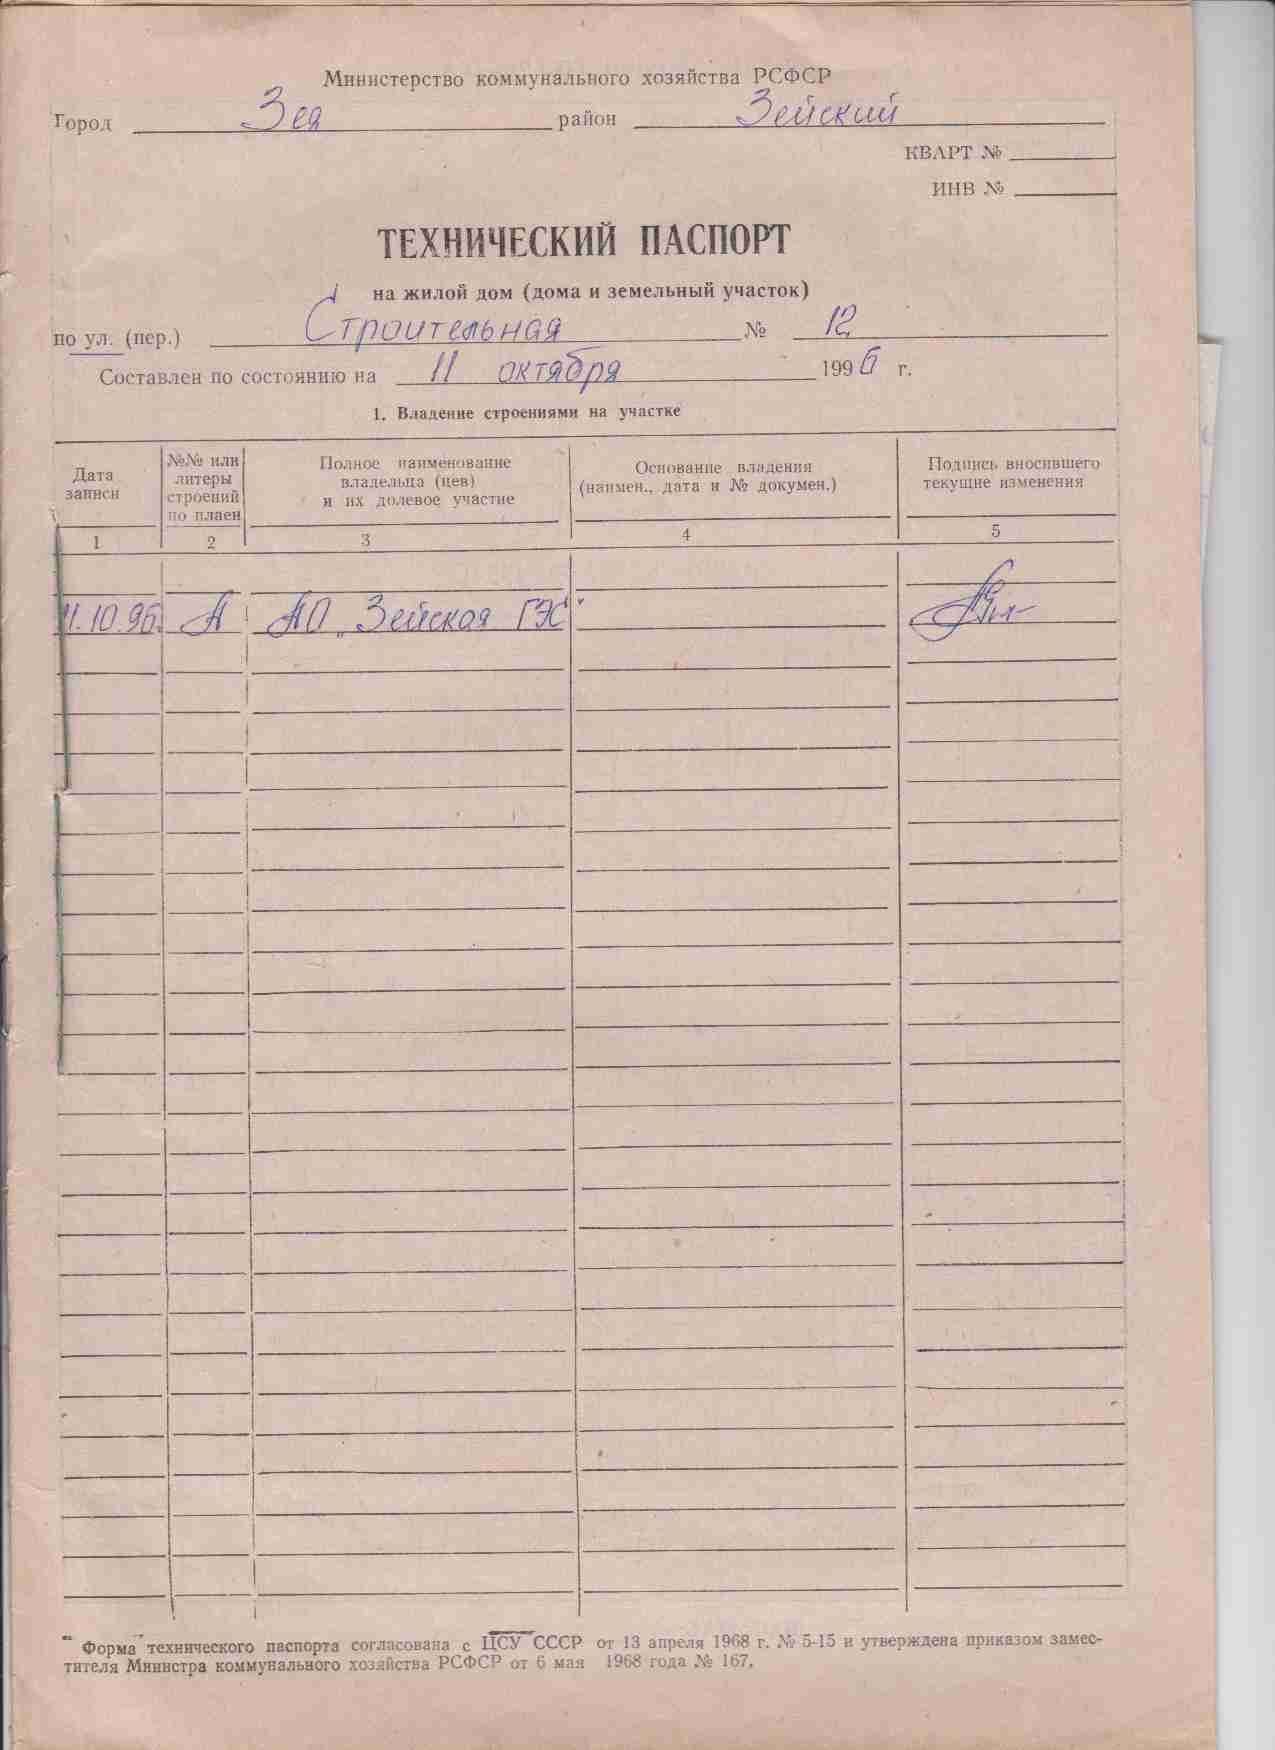 Министерство коммунального хозяйства РСФСР
Город Зея район Зейский
КВАРТ №
ИНВ №
ТЕХНИЧЕСКИЙ ПАСПОРТ
на жилой дом (дома и земельный участок)
по ул. (пер.) Строительная № 12
Составлен по состоянию на 11 октября 1996 г.
1. Владение строениями на участке
Дата записи
№№ или литеры строений по плаен
Полное наименование владельца (цев) и их долевое участие
Основание владения (наимен., дата и № докумен.)
Подпись вносившего текущие изменения
1 2 3 4 5
11.10.96. А АО „Зейская ГЭС"
Форма технического паспорта согласована с ЦСУ СССР от 13 апреля 1968 г. № 5-15 и утверждена приказом замес-
тителя Министра коммунального хозяйства РСФСР от 6 мая 1968 года № 167.